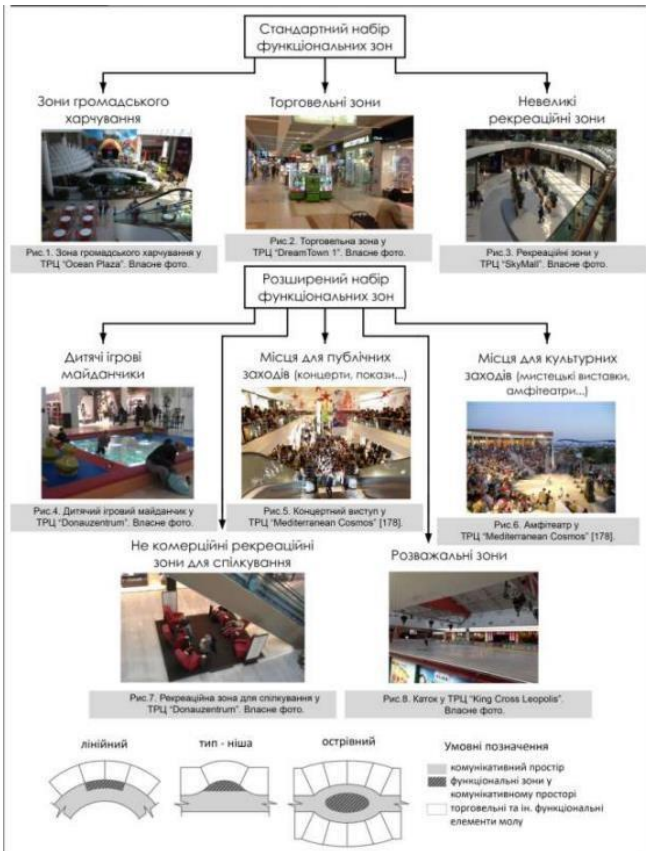 Стандартний набір
функціональних зон
Зони громадського
харчування
Торговельні зони
Невеликі
рекреаційні зони
Рис.1. Зона громадського харчування у
ТРЦ “Ocean Plaza”. Власне фото.
Рис.2. Торговельна зона у
ТРЦ “DreamTown 1”. Власне фото.
Рис.3. Рекреаційні зони у
ТРЦ “SkyMall”. Власне фото.
Розширений набір
функціональних зон
Дитячі ігрові
майданчики
Місця для публічних
заходів (концерти, покази...)
Місця для культурних
заходів (мистецькі виставки,
амфітеатри...)
Рис.4. Дитячий ігровий майданчик у
ТРЦ “Donauzentrum”. Власне фото.
Рис.5. Концертний виступ у
ТРЦ “Mediterranean Cosmos” [178].
Рис.6. Амфітеатр у
ТРЦ “Mediterranean Cosmos” [178].
Не комерційні рекреаційні
зони для спілкування
Розважальні зони
Рис.7. Рекреаційна зона для спілкування у
ТРЦ “Donauzentrum”. Власне фото.
Рис.8. Каток у ТРЦ “King Cross Leopolis”.
Власне фото.
лінійний
тип - ніша
острівний
Умовні позначення
комунікативний простір
функціональні зони у
комунікативному просторі
торговельні та ін. функціональні
елементи молу